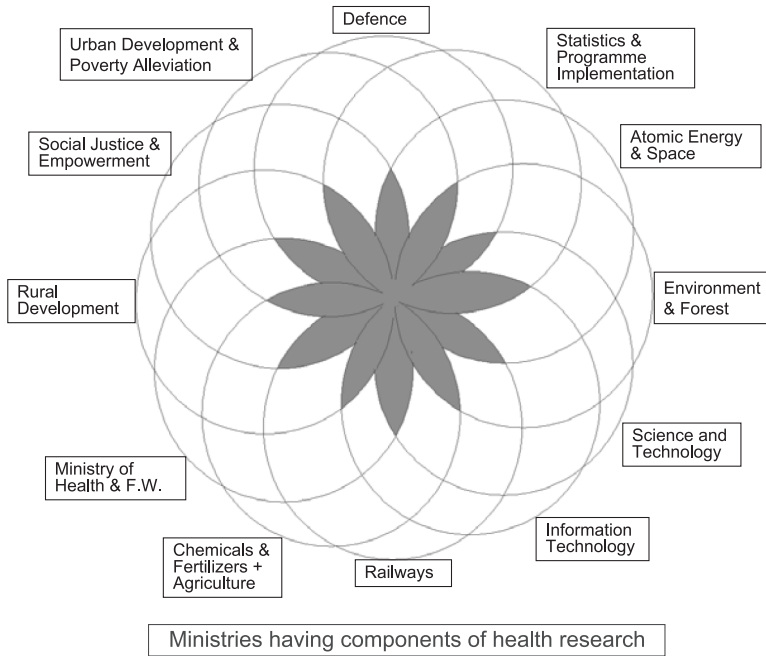 Defence
Urban Development &
Poverty Alleviation
Statistics &
Programme
Implementation
Social Justice &
Empowerment
Atomic Energy
& Space
Rural
Development
Environment
& Forest
Ministry of
Health & F.W.
Science and
Technology
Chemicals &
Fertilizers +
Agriculture
Railways
Information
Technology
Ministries having components of health research